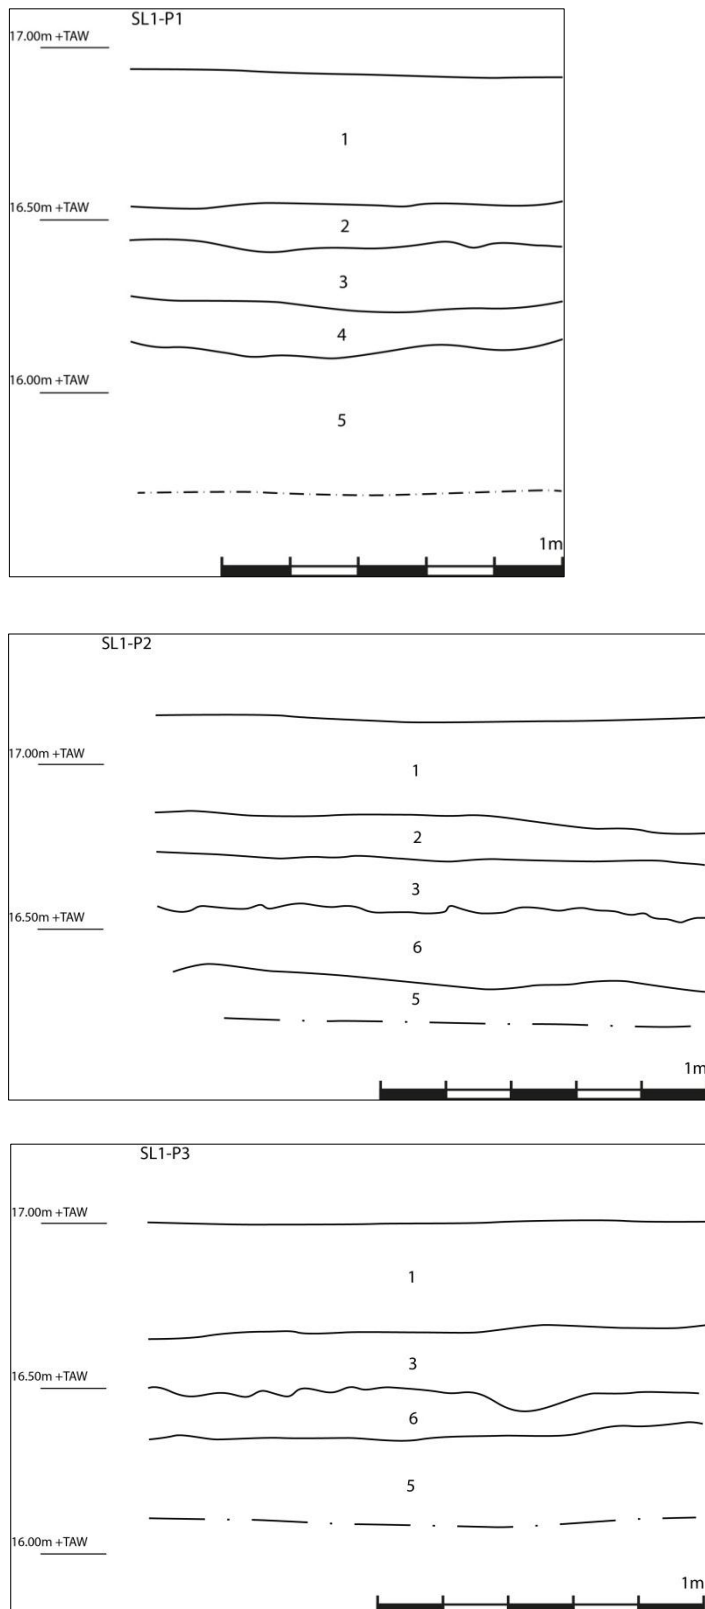 SL1-P1
17.00m +TAW
1
16.50m +TAW
2
3
4
16.00m +TAW
5
1m
SL1-P2
17.00m +TAW
1
2
3
16.50m +TAW
6
5
1m
SL1-P3
17.00m +TAW
1
3
16.50m +TAW
6
5
16.00m +TAW
1m